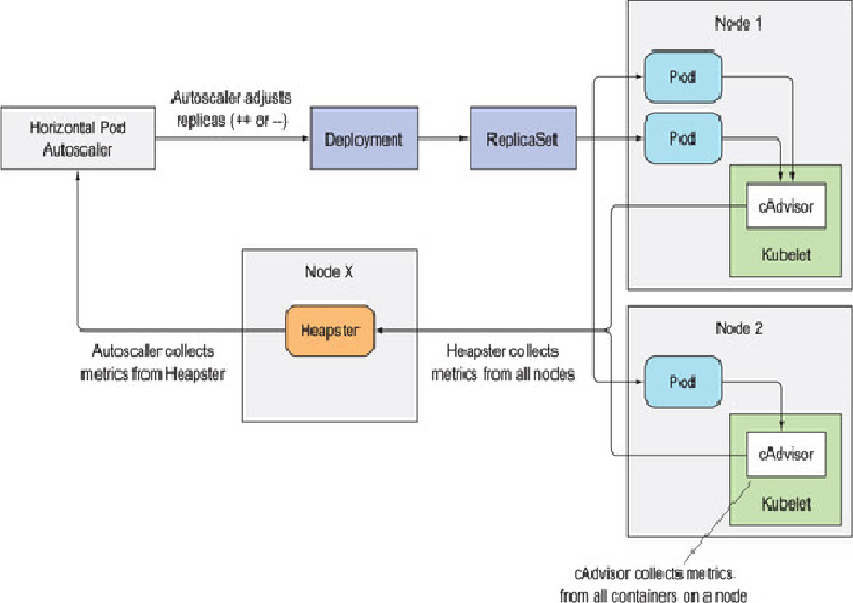 Node 1
Pod
Autoscaler adjusts
replicas (++ or --)
Horizontal Pod
Autoscaler
Deployment
ReplicaSet
Pod
cAdvisor
Kubelet
Node X
Heapster
Autoscaler collects
metrics from Heapster
Heapster collects
metrics from all nodes
Node 2
Pod
cAdvisor
Kubelet
cAdvisor collects metrics
from all containers on a node